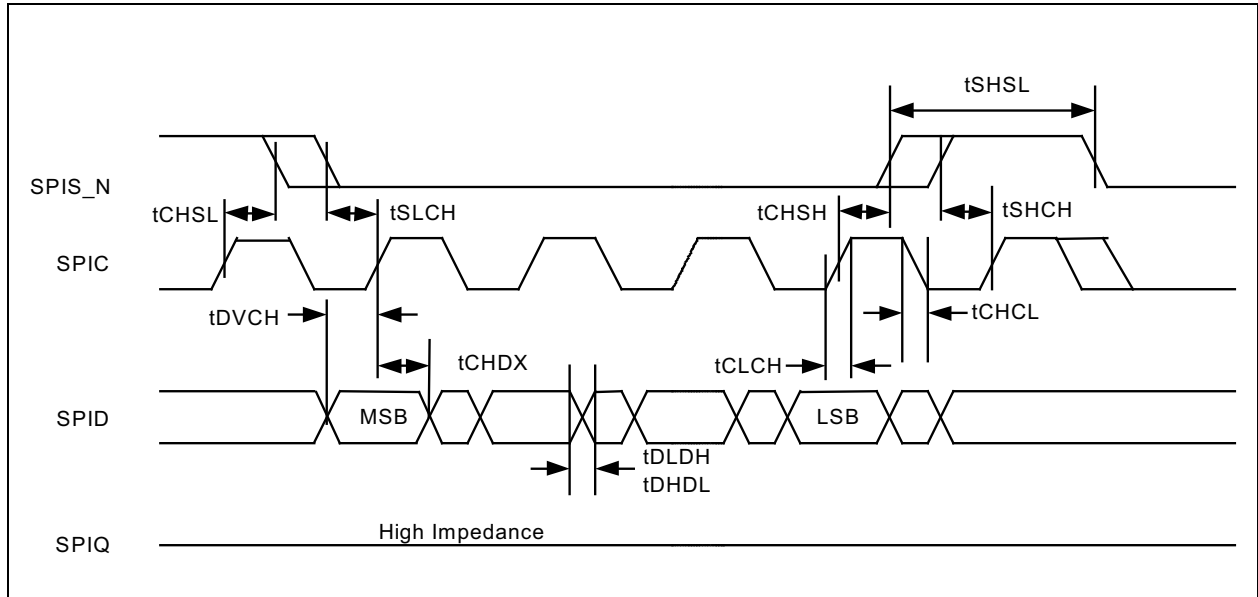 tSHSL
SPIS_N
tCHSL
tSLCH
tCHSH
tSHCH
SPIC
tDVCH
tCHCL
tCHDX
tCLCH
SPID
MSB
LSB
tDLDH
tDHDL
High Impedance
SPIQ